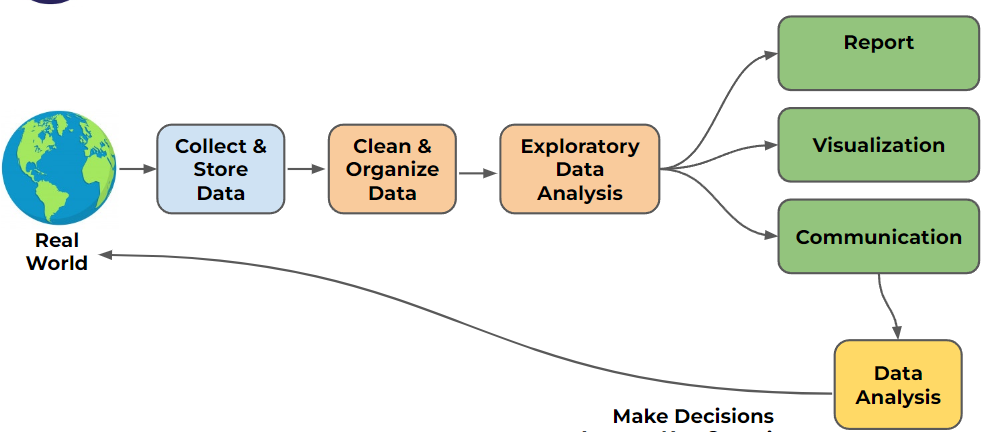 Report
Collect &
Store
Data
Clean &
Organize
Data
Exploratory
Data
Analysis
Visualization
Communication
Real
World
Data
Analysis
Make Decisions